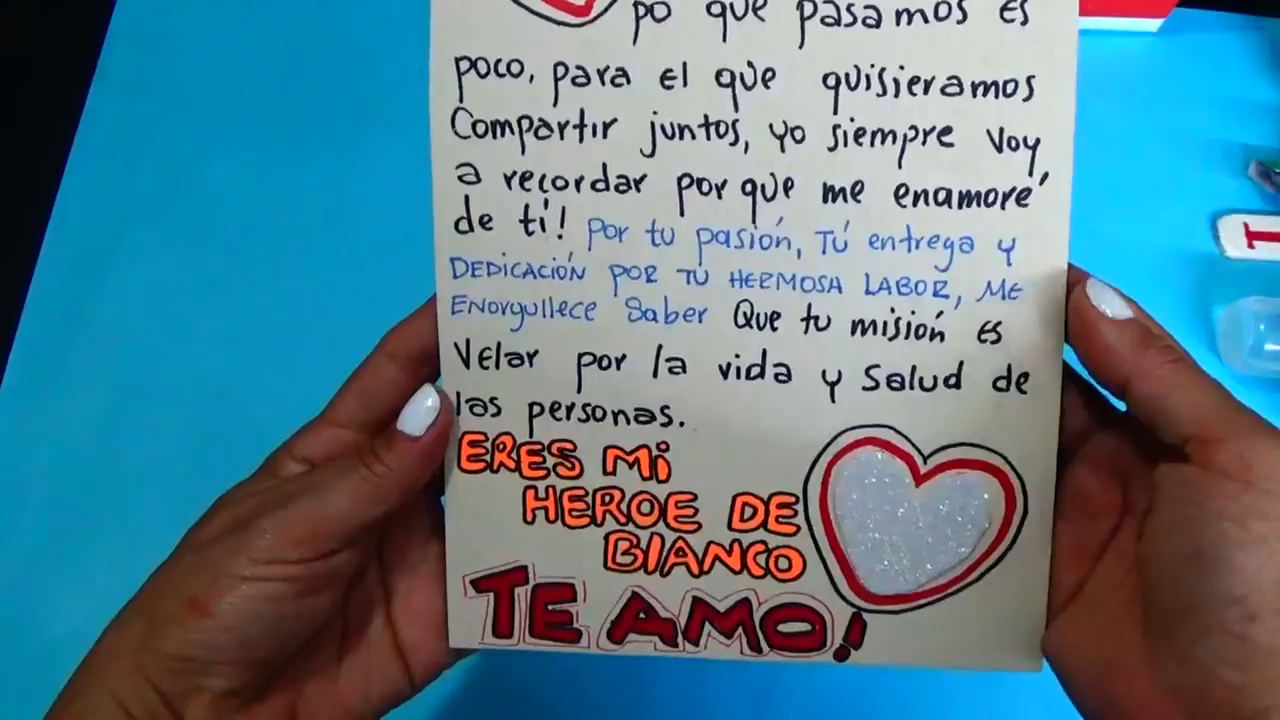 po que pasamos es
poco, para el que quisieramos
Compartir juntos, yo siempre voy
a recordar por que me enamoré
de ti! por tu pasión, Tú entrega y
DEDICACIÓN POR TU HERMOSA LABOR, ME
ENorgullece Saber Que tu misión es
Velar por la vida y Salud de
las personas.
ERES Mi
HEROE DE
BLANCO
TE AMO!
T